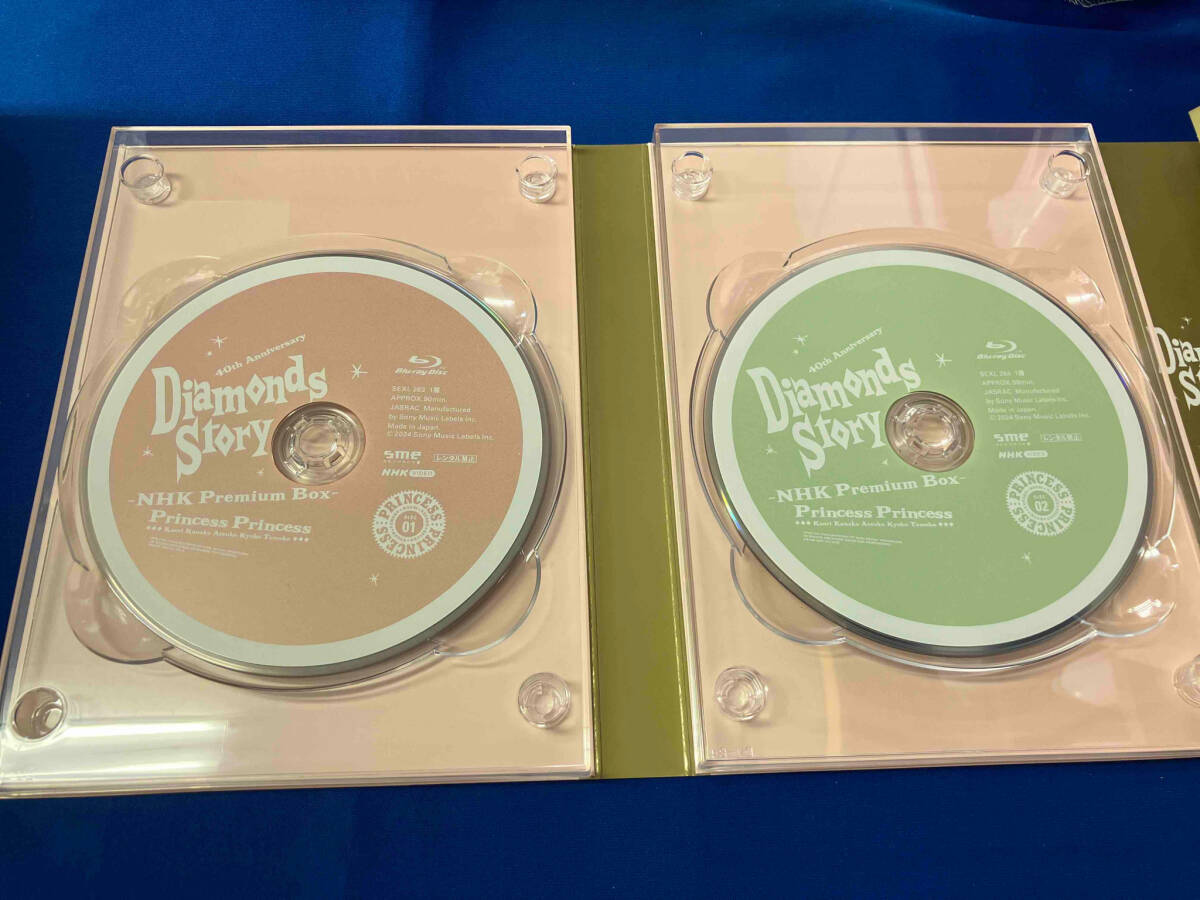 40th Anniversary
Diamonds
Story
-NHK Premium Box-
Princess Princess
Kaori Kanako Atsuko Kyoko Tomoko
Blu-ray Disc
SEXL 262 1層
APPROX.90min.
JASRAC Manufactured
by Sony Music Labels Inc.
Made in Japan.
© 2024 Sony Music Labels Inc.
sme
レンタル禁止
NHK VIDEO
PRINCESS PRINCESS
DISC
01
40th Anniversary
Diamonds
Story
-NHK Premium Box-
Princess Princess
Kaori Kanako Atsuko Kyoko Tomoko
Blu-ray Disc
1層
JASRAC Manufactured
by Sony Music Labels Inc.
Made in Japan.
© 2024 Sony Music Labels Inc.
sme
レンタル禁止
NHK VIDEO
PRINCESS PRINCESS
DISC
02